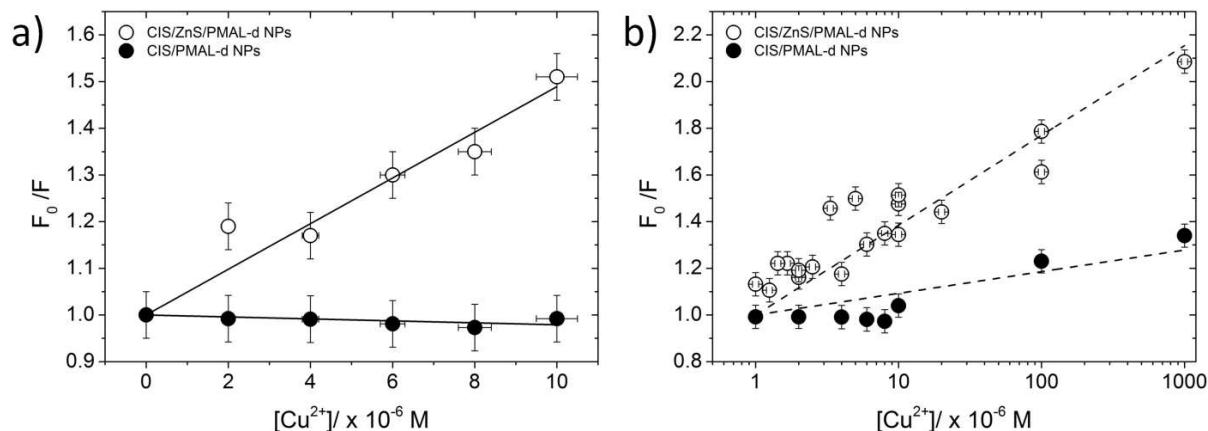 a)
CIS/ZnS/PMAL-d NPs
CIS/PMAL-d NPs
1.6
1.5
1.4
1.3
1.2
1.1
1.0
0.9
F0 /F
0 2 4 6 8 10
[Cu2+]/ x 10-6 M
b)
CIS/ZnS/PMAL-d NPs
CIS/PMAL-d NPs
2.2
2.0
1.8
1.6
1.4
1.2
1.0
0.8
F0 /F
1 10 100 1000
[Cu2+]/ x 10-6 M